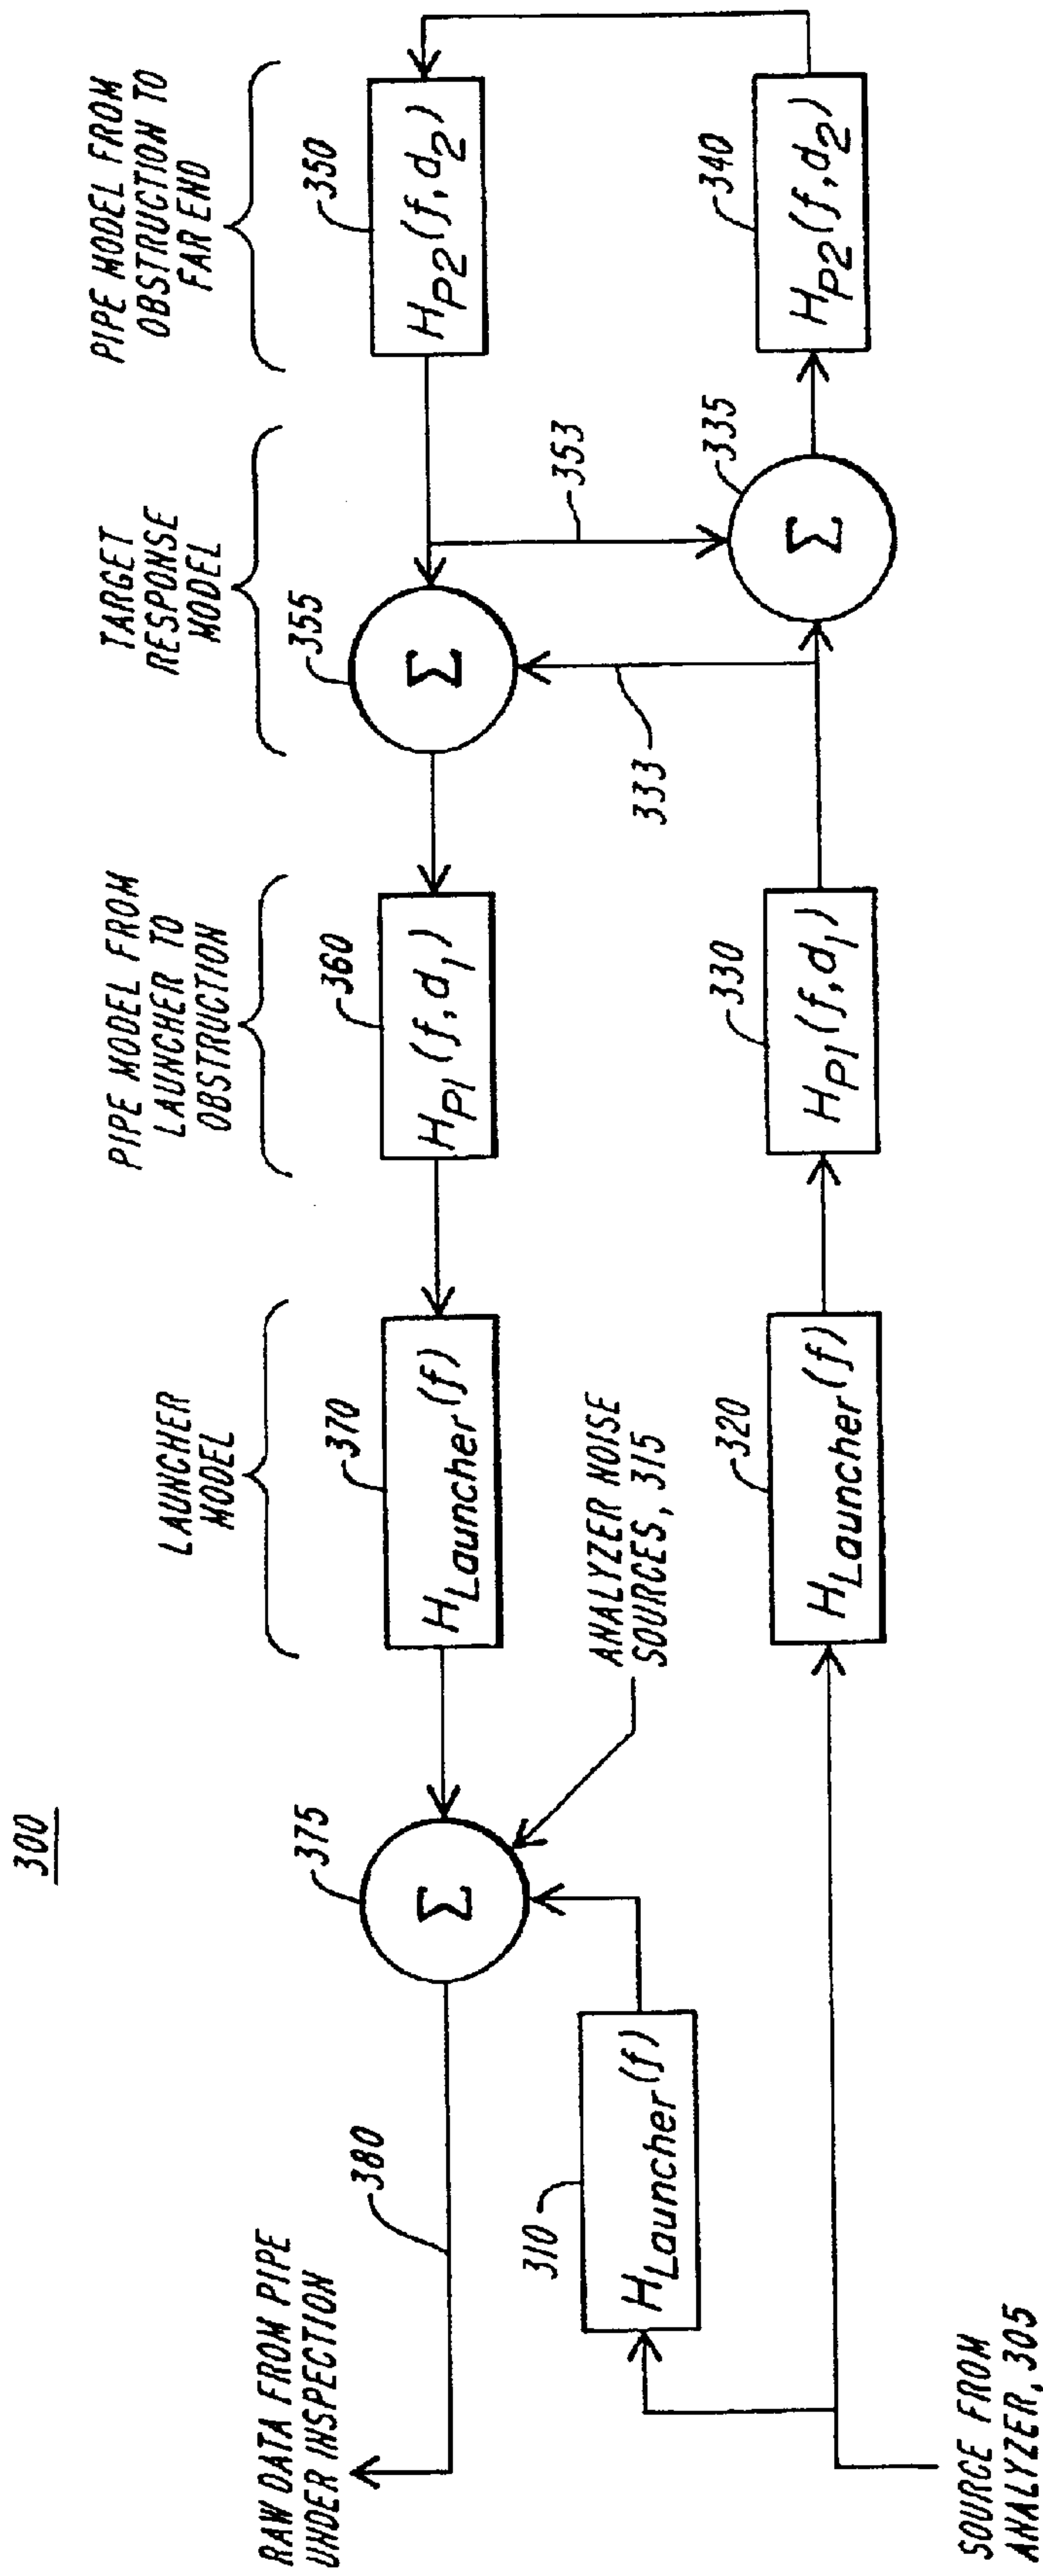 300
RAW DATA FROM PIPE
UNDER INSPECTION
380
375
Σ
LAUNCHER
MODEL
370
H_Launcher(f)
PIPE MODEL FROM
LAUNCHER TO
OBSTRUCTION
360
H_P1(f,d_1)
TARGET
RESPONSE
MODEL
355
Σ
PIPE MODEL FROM
OBSTRUCTION TO
FAR END
350
H_P2(f,d_2)
310
H_Launcher(f)
ANALYZER NOISE
SOURCES, 315
333
353
SOURCE FROM
ANALYZER, 305
320
H_Launcher(f)
330
H_P1(f,d_1)
335
Σ
340
H_P2(f,d_2)